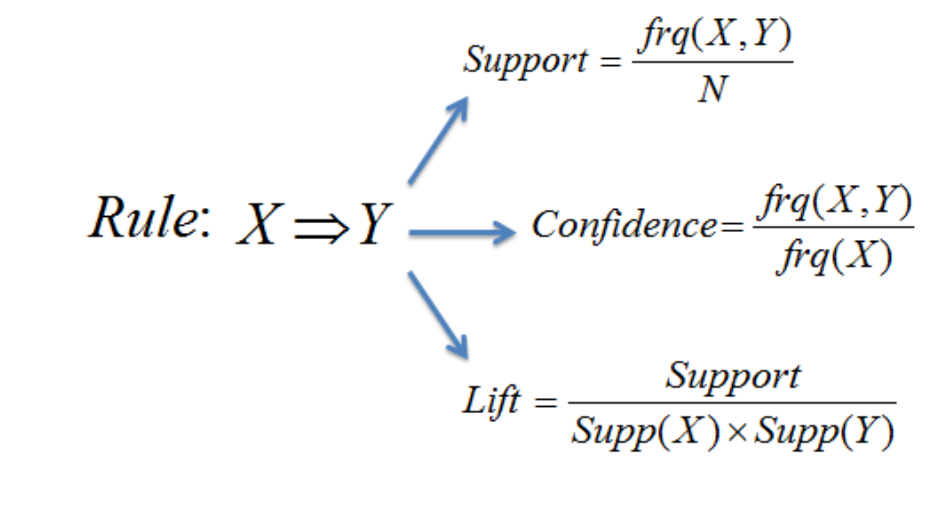 Support = frq(X,Y) / N
Rule: X ⇒ Y
Confidence= frq(X,Y) / frq(X)
Lift = Support / Supp(X)×Supp(Y)